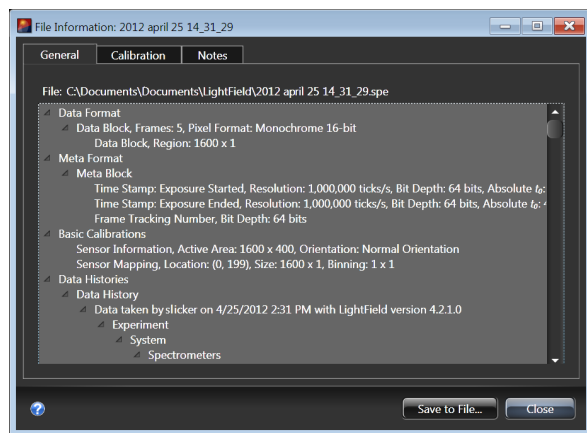 File Information: 2012 april 25 14_31_29
General Calibration Notes
File: C:\Documents\Documents\LightField\2012 april 25 14_31_29.spe
Data Format
Data Block, Frames: 5, Pixel Format: Monochrome 16-bit
Data Block, Region: 1600 x 1
Meta Format
Meta Block
Time Stamp: Exposure Started, Resolution: 1,000,000 ticks/s, Bit Depth: 64 bits, Absolute t₀:
Time Stamp: Exposure Ended, Resolution: 1,000,000 ticks/s, Bit Depth: 64 bits, Absolute t₀:
Frame Tracking Number, Bit Depth: 64 bits
Basic Calibrations
Sensor Information, Active Area: 1600 x 400, Orientation: Normal Orientation
Sensor Mapping, Location: (0, 199), Size: 1600 x 1, Binning: 1 x 1
Data Histories
Data History
Data taken by slicker on 4/25/2012 2:31 PM with LightField version 4.2.1.0
Experiment
System
Spectrometers
? Save to File... Close